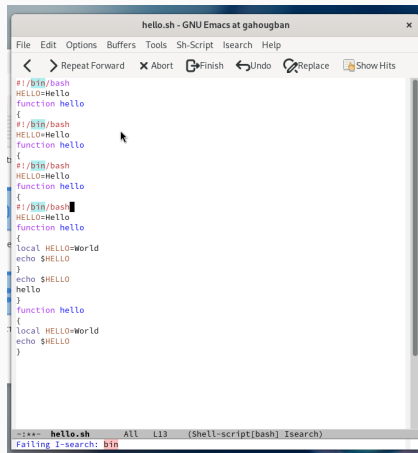 hello.sh - GNU Emacs at gahougban
File Edit Options Buffers Tools Sh-Script Isearch Help
Repeat Forward Abort Finish Undo Replace Show Hits
#!/bin/bash
HELLO=Hello
function hello
{
#!/bin/bash
HELLO=Hello
function hello
{
#!/bin/bash
HELLO=Hello
function hello
{
#!/bin/bash
HELLO=Hello
function hello
{
local HELLO=World
echo $HELLO
}
echo $HELLO
hello
}
function hello
{
local HELLO=World
echo $HELLO
}
-:**- hello.sh All L13 (Shell-script[bash] Isearch)
Failing I-search: bin